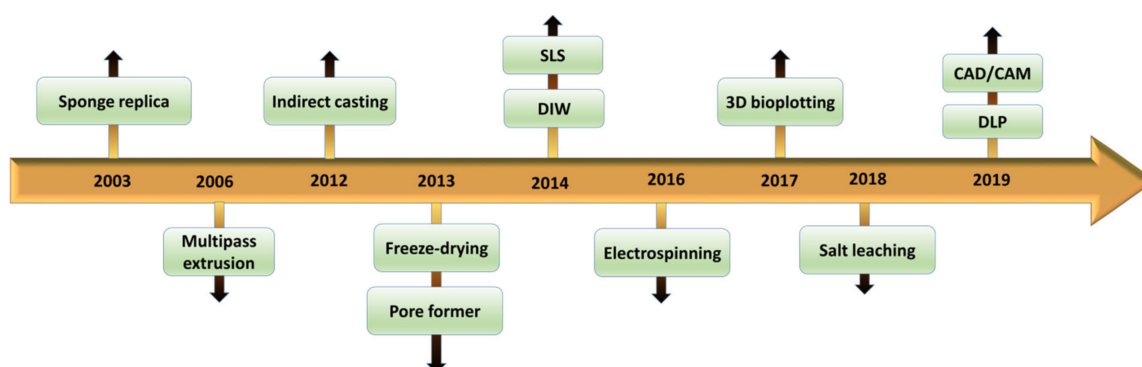 SLS
CAD/CAM
Sponge replica
Indirect casting
DIW
3D bioplotting
DLP
2003
2006
2012
2013
2014
2016
2017
2018
2019
Multipass
extrusion
Freeze-drying
Electrospinning
Salt leaching
Pore former